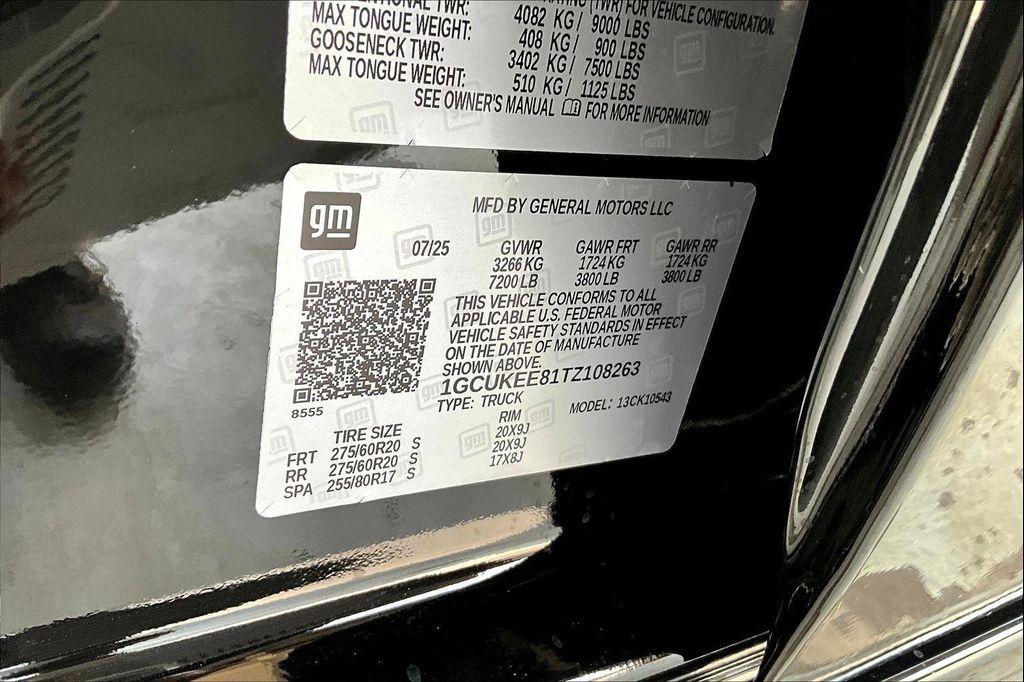 TWR:
(TWR) FOR VEHICLE CONFIGURATION.
MAX TONGUE WEIGHT: 4082 KG/ 9000 LBS
GOOSENECK TWR: 408 KG/ 900 LBS
MAX TONGUE WEIGHT: 3402 KG/ 7500 LBS
510 KG/ 1125 LBS
SEE OWNER'S MANUAL FOR MORE INFORMATION
gm
MFD BY GENERAL MOTORS LLC
07/25 GVWR GAWR FRT GAWR RR
3266 KG 1724 KG 1724 KG
7200 LB 3800 LB 3800 LB
THIS VEHICLE CONFORMS TO ALL
APPLICABLE U.S. FEDERAL MOTOR
VEHICLE SAFETY STANDARDS IN EFFECT
ON THE DATE OF MANUFACTURE
SHOWN ABOVE.
1GCUKEE81TZ108263
8555
TYPE: TRUCK MODEL: 13CK10543
TIRE SIZE RIM
FRT 275/60R20 S 20X9J
RR 275/60R20 S 20X9J
SPA 255/80R17 S 17X8J